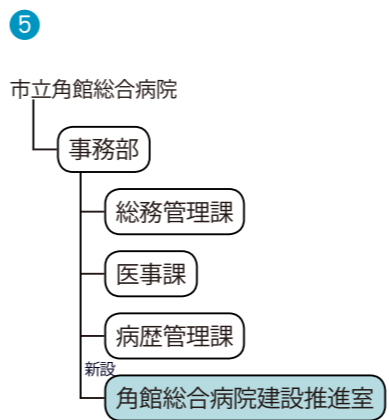 5
市立角館総合病院
事務部
総務管理課
医事課
病歴管理課
新設
角館総合病院建設推進室